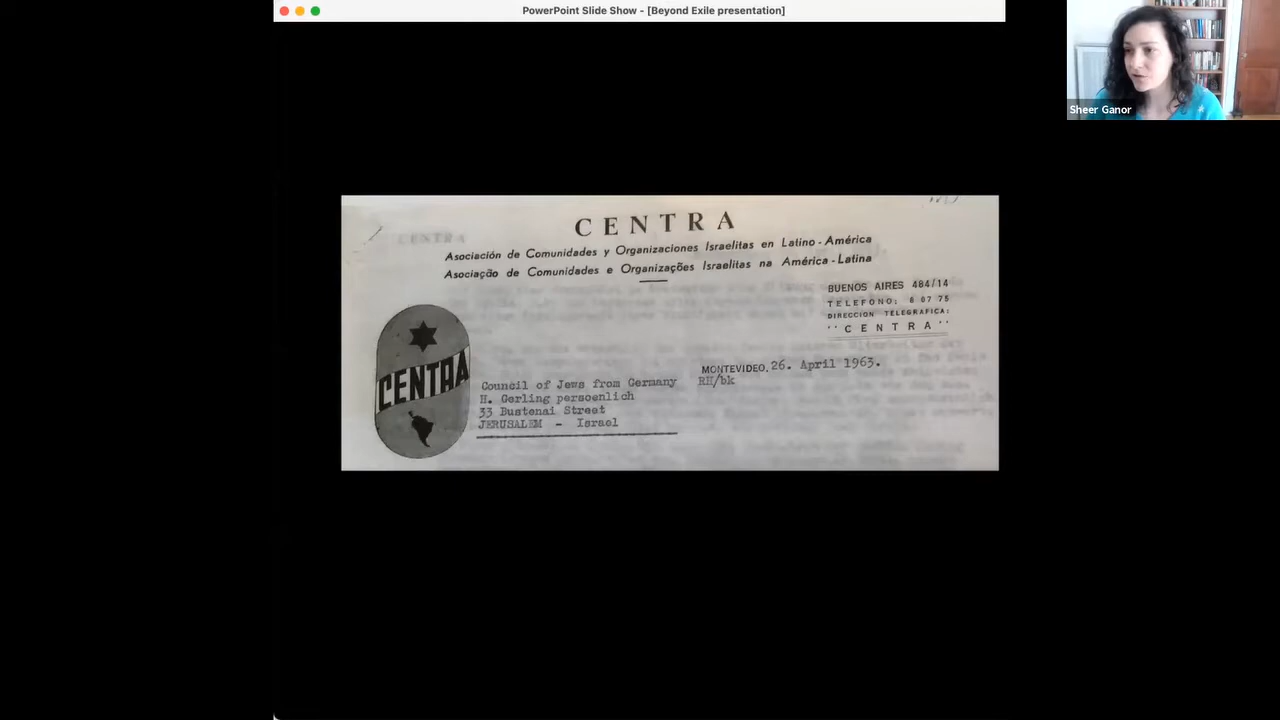 PowerPoint Slide Show - [Beyond Exile presentation]
Sheer Ganor
CENTRA
Asociación de Comunidades y Organizaciones Israelitas en Latino - América
Asociação de Comunidades e Organizações Israelitas na América - Latina
BUENOS AIRES 484/14
TELEFONO: 6 07 75
DIRECCION TELEGRAFICA:
''CENTRA''
CENTRA
MONTEVIDEO, 26. April 1963.
RH/bk
Council of Jews from Germany
H. Gerling persoenlich
33 Bustenai Street
JERUSALEM - Israel